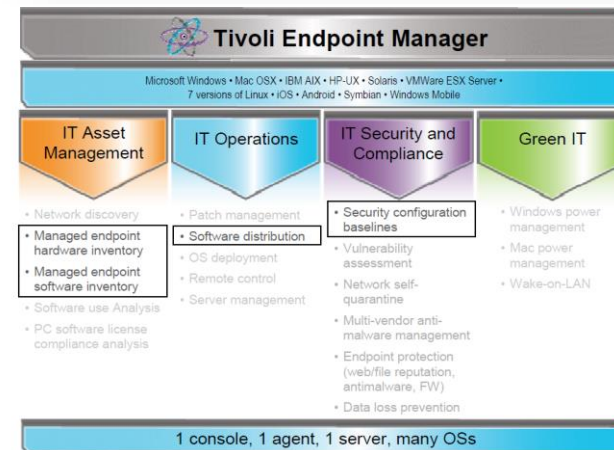 Tivoli Endpoint Manager
Microsoft Windows • Mac OSX • IBM AIX • HP-UX • Solaris • VMWare ESX Server •
7 versions of Linux • iOS • Android • Symbian • Windows Mobile
IT Asset
Management
• Network discovery
• Managed endpoint
hardware inventory
• Managed endpoint
software inventory
• Software use Analysis
• PC software license
compliance analysis
IT Operations
• Patch management
• Software distribution
• OS deployment
• Remote control
• Server management
IT Security and
Compliance
• Security configuration
baselines
• Vulnerability
assessment
• Network self-
quarantine
• Multi-vendor anti-
malware management
• Endpoint protection
(web/file reputation,
antimalware, FW)
• Data loss prevention
Green IT
• Windows power
management
• Mac power
management
• Wake-on-LAN
1 console, 1 agent, 1 server, many OSs